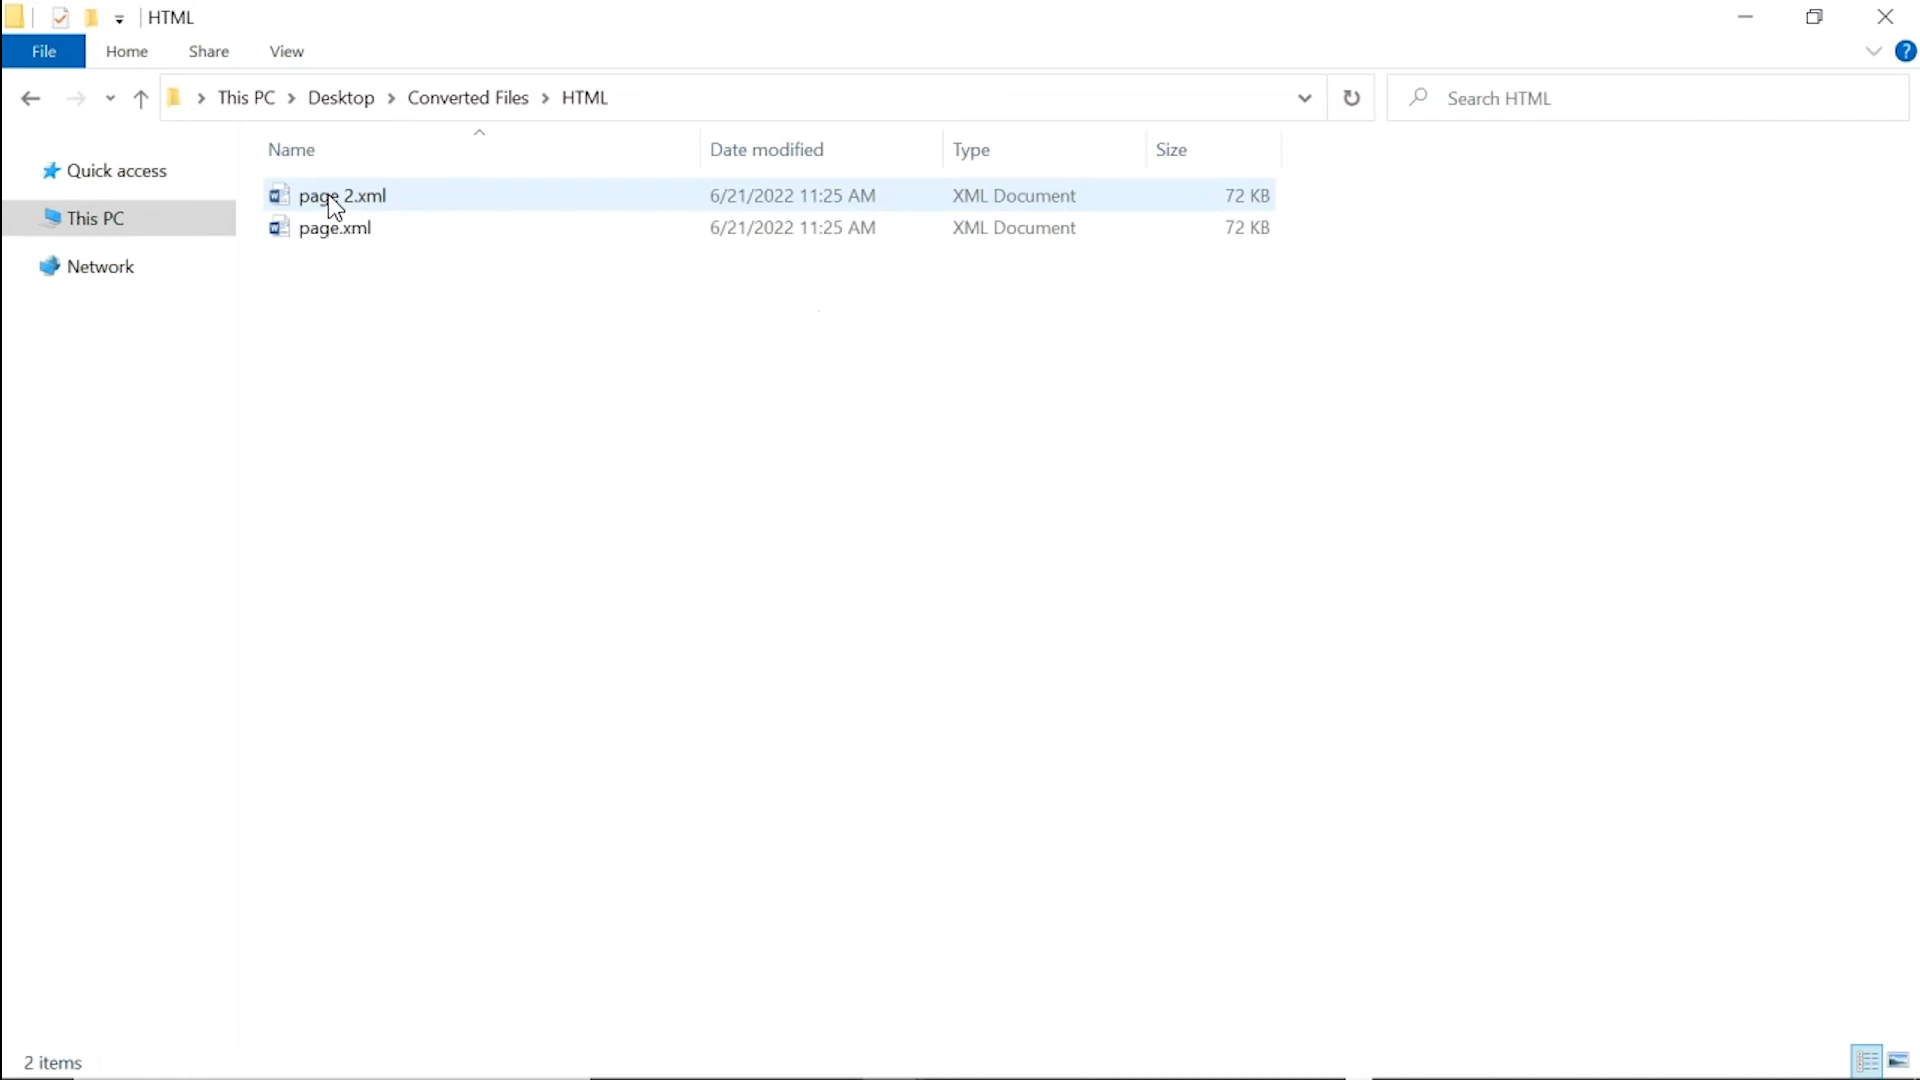 HTML
File Home Share View ?
This PC Desktop Converted Files HTML Search HTML
Name Date modified Type Size
Quick access
This PC
Network
page 2.xml 6/21/2022 11:25 AM XML Document 72 KB
page.xml 6/21/2022 11:25 AM XML Document 72 KB
2 items